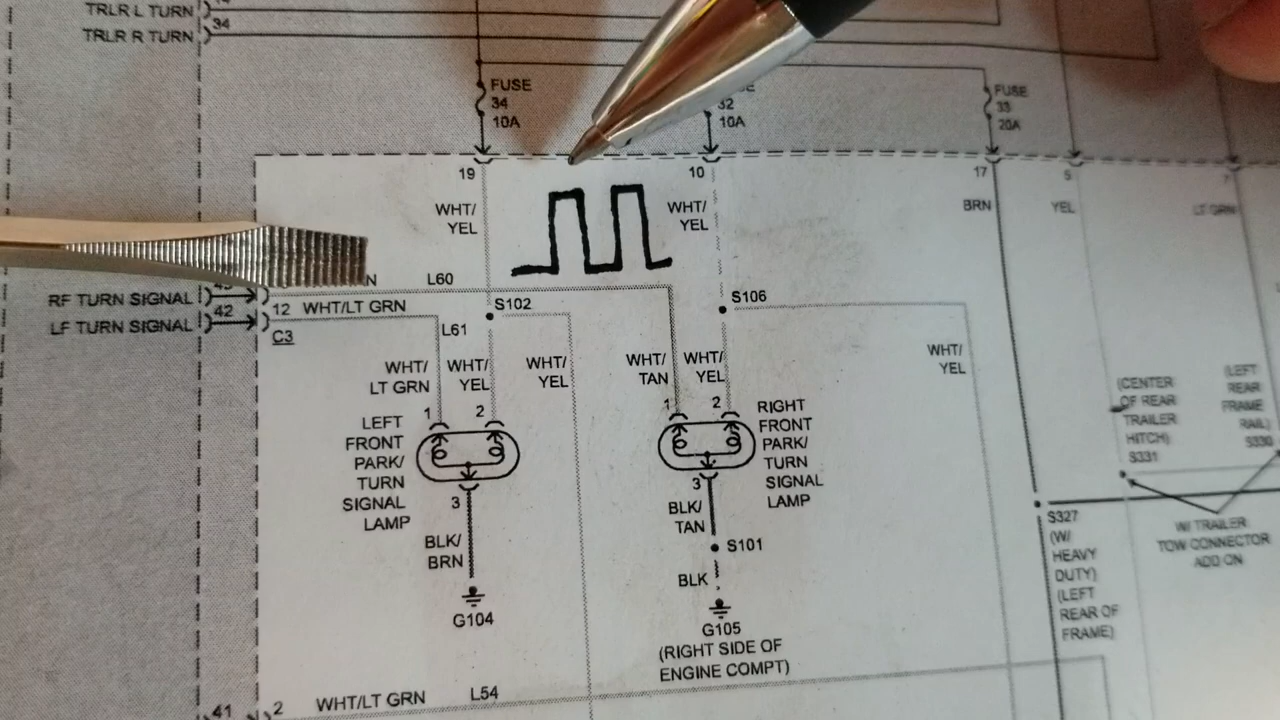 TRLR L TURN
TRLR R TURN
34
FUSE
34
10A
32
10A
FUSE
33
20A
19
10
17
5
WHT/
YEL
WHT/
YEL
BRN
YEL
LT GRN
L60
RF TURN SIGNAL
LF TURN SIGNAL
42
12
WHT/LT GRN
C3
L61
S102
S106
WHT/
LT GRN
WHT/
YEL
WHT/
YEL
WHT/
TAN
WHT/
YEL
WHT/
YEL
1
2
1
2
LEFT
FRONT
PARK/
TURN
SIGNAL
LAMP
RIGHT
FRONT
PARK/
TURN
SIGNAL
LAMP
3
3
BLK/
BRN
BLK/
TAN
S101
BLK
G104
G105
(RIGHT SIDE OF
ENGINE COMPT)
(CENTER
OF REAR
TRAILER
HITCH)
S331
(LEFT
REAR
FRAME
RAIL)
S330
W/ TRAILER
TOW CONNECTOR
ADD ON
S327
(W/
HEAVY
DUTY)
(LEFT
REAR OF
FRAME)
41
2
WHT/LT GRN
L54